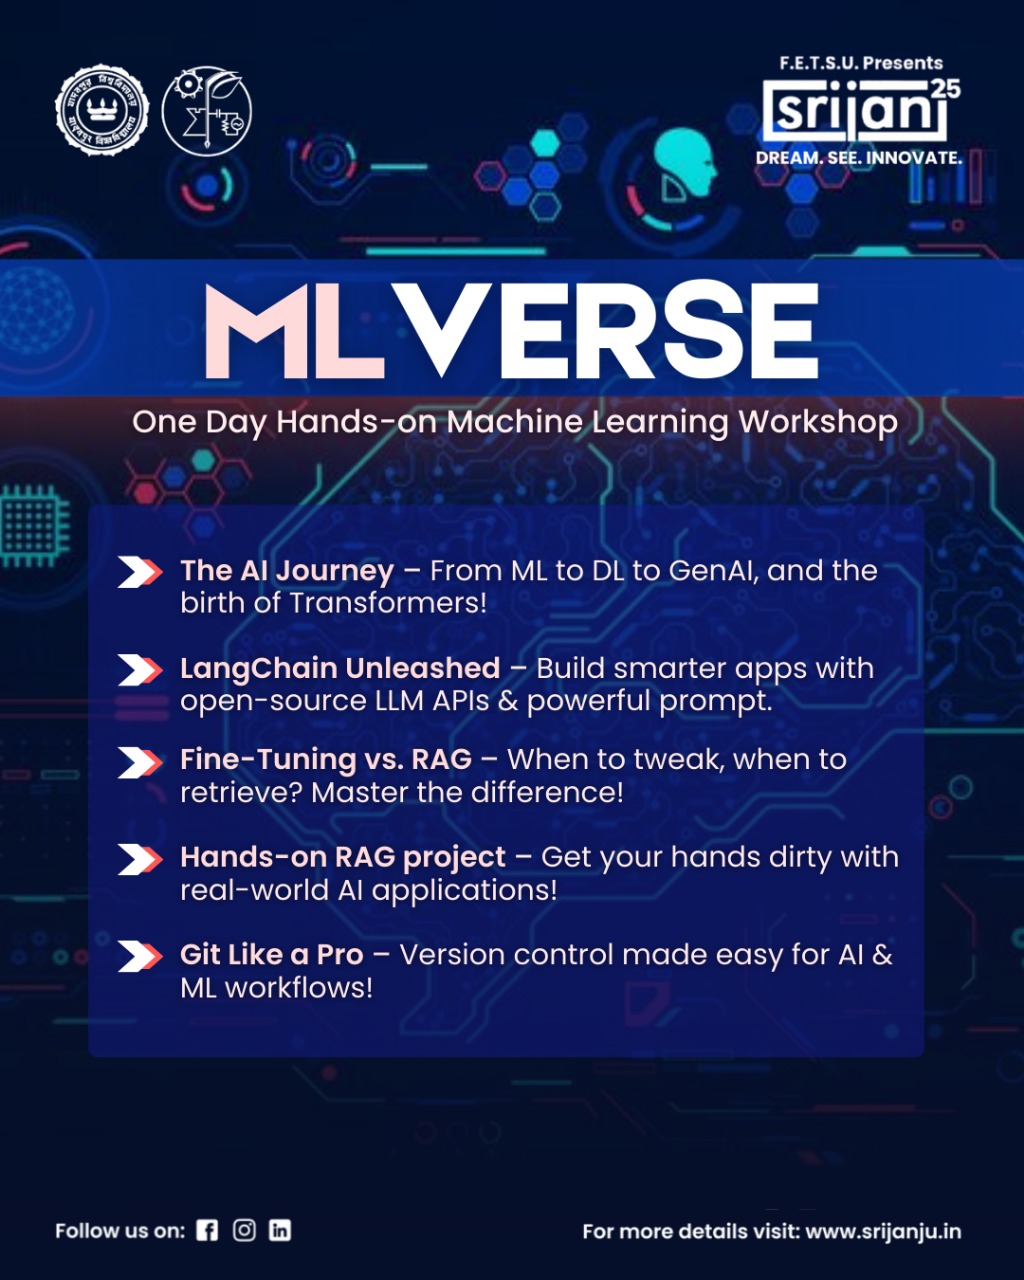 যাদবপুর বিশ্ববিদ্যালয়
F.E.T.S.U. Presents
srijan 25
DREAM. SEE. INNOVATE.
MLVERSE
One Day Hands-on Machine Learning Workshop
The AI Journey – From ML to DL to GenAI, and the
birth of Transformers!
LangChain Unleashed – Build smarter apps with
open-source LLM APIs & powerful prompt.
Fine-Tuning vs. RAG – When to tweak, when to
retrieve? Master the difference!
Hands-on RAG project – Get your hands dirty with
real-world AI applications!
Git Like a Pro – Version control made easy for AI &
ML workflows!
Follow us on:
For more details visit: www.srijanju.in